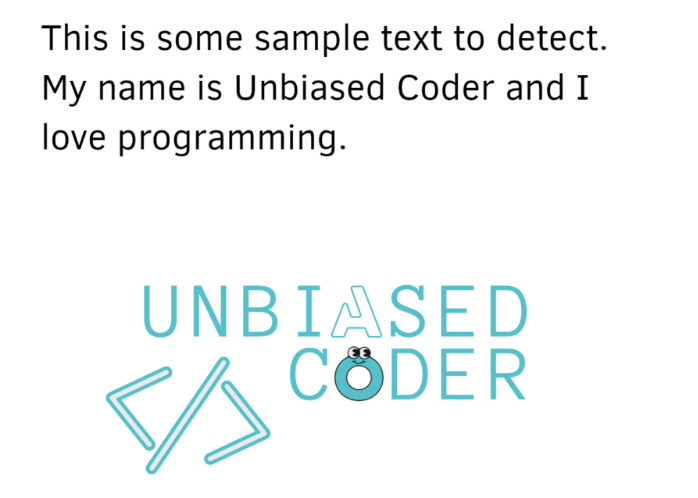 This is some sample text to detect.
My name is Unbiased Coder and I
love programming.
UNBIASED
CODER
</>